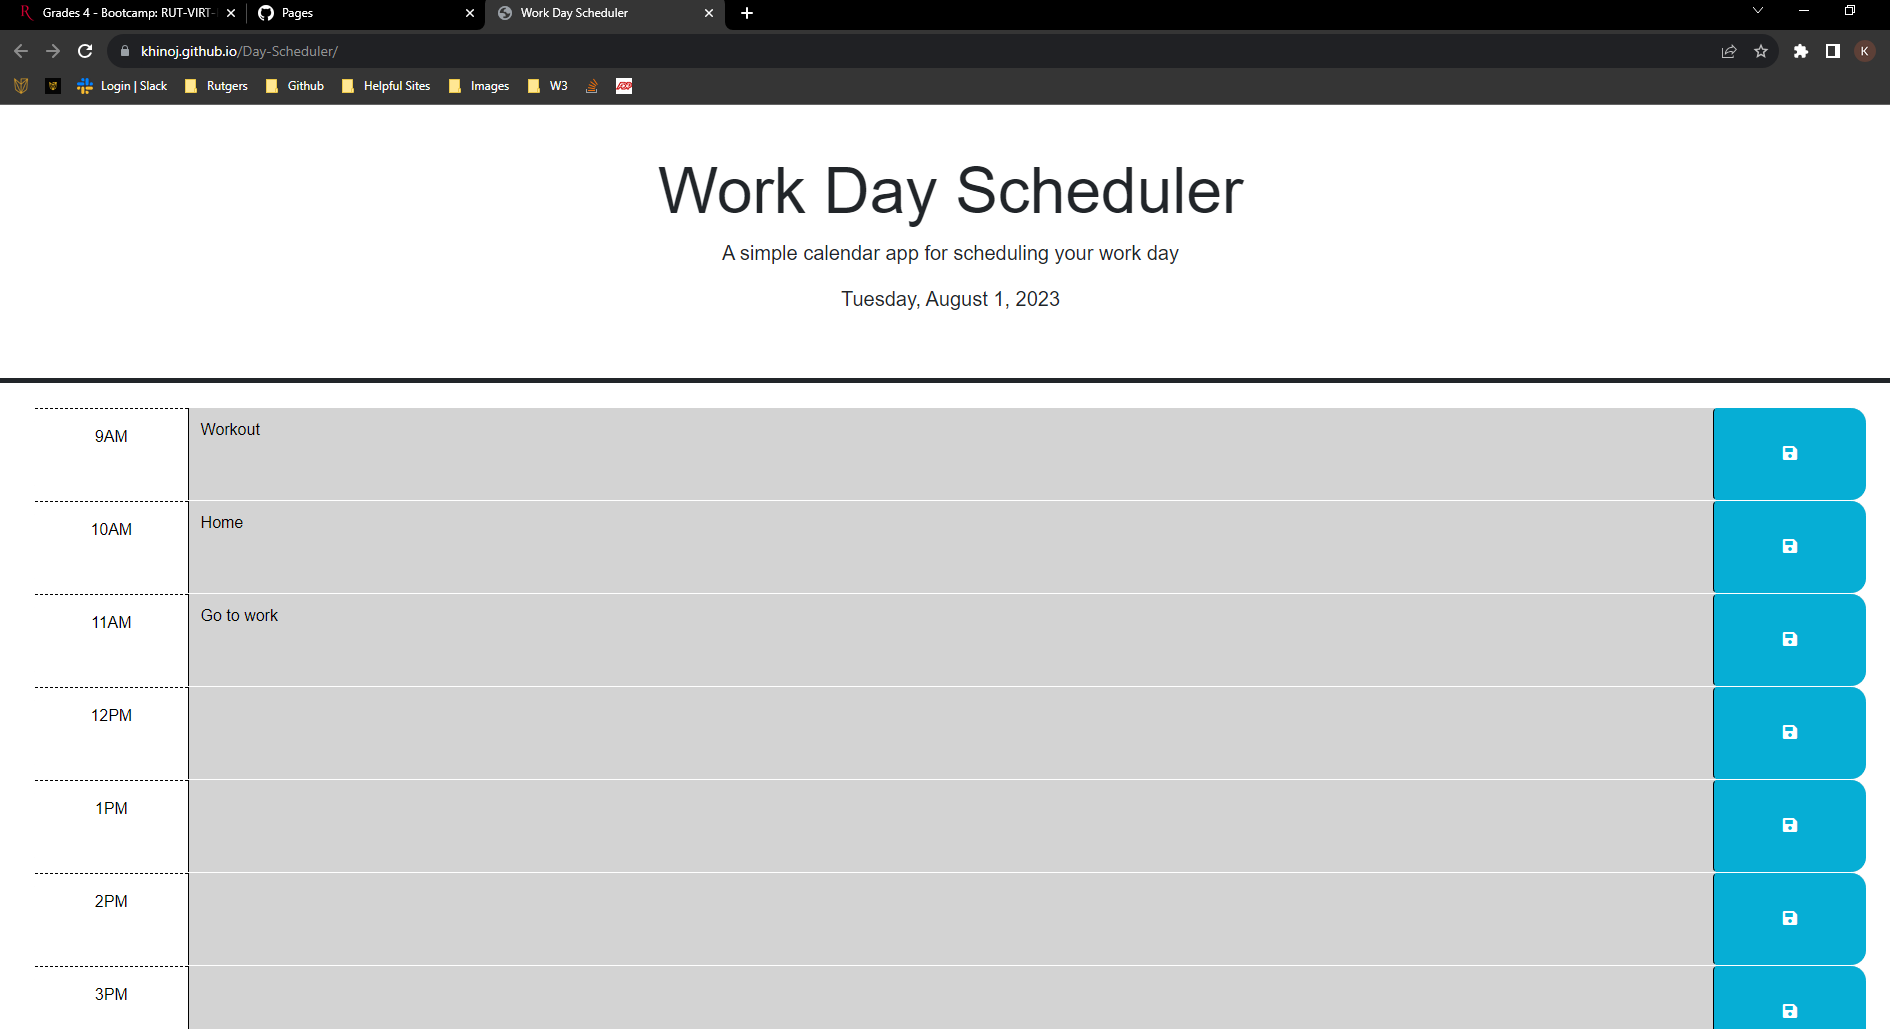 Grades 4 - Bootcamp: RUT-VIRT-
Pages
Work Day Scheduler
khinoj.github.io/Day-Scheduler/
K
Login | Slack
Rutgers
Github
Helpful Sites
Images
W3
ADP
Work Day Scheduler
A simple calendar app for scheduling your work day
Tuesday, August 1, 2023
9AM
Workout
10AM
Home
11AM
Go to work
12PM
1PM
2PM
3PM